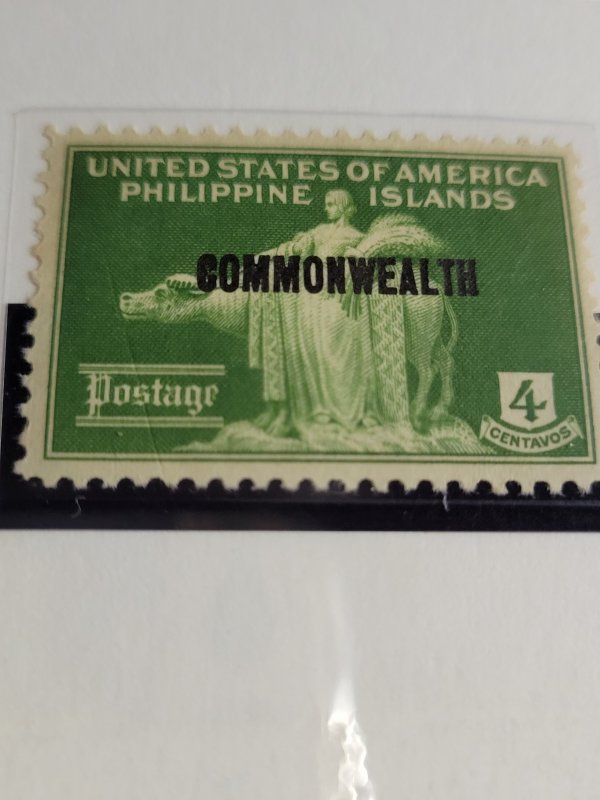 UNITED STATES OF AMERICA
PHILIPPINE ISLANDS
COMMONWEALTH
Postage
4
CENTAVOS